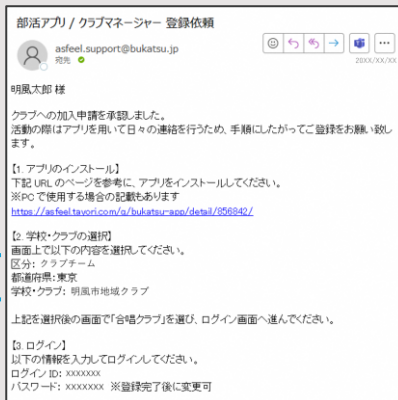 部活アプリ / クラブマネージャー 登録依頼
asfeel.support@bukatsu.jp
宛先
20XX/XX/XX
明風太郎 様
クラブへの加入申請を承認しました。
活動の際はアプリを用いて日々の連絡を行うため、手順にしたがってご登録をお願い致し
ます。
【1. アプリのインストール】
下記 URL のページを参考に、アプリをインストールしてください。
※PC で使用する場合の記載もあります
https://asfeel.tayori.com/q/bukatsu-app/detail/856842/
【2. 学校・クラブの選択】
画面上で以下の内容を選択してください。
区分： クラブチーム
都道府県：東京
学校・クラブ： 明風市地域クラブ
上記を選択後の画面で「合唱クラブ」を選び、ログイン画面へ進んでください。
【3. ログイン】
以下の情報を入力してログインしてください。
ログイン ID： xxxxxxx
パスワード： xxxxxxx ※登録完了後に変更可